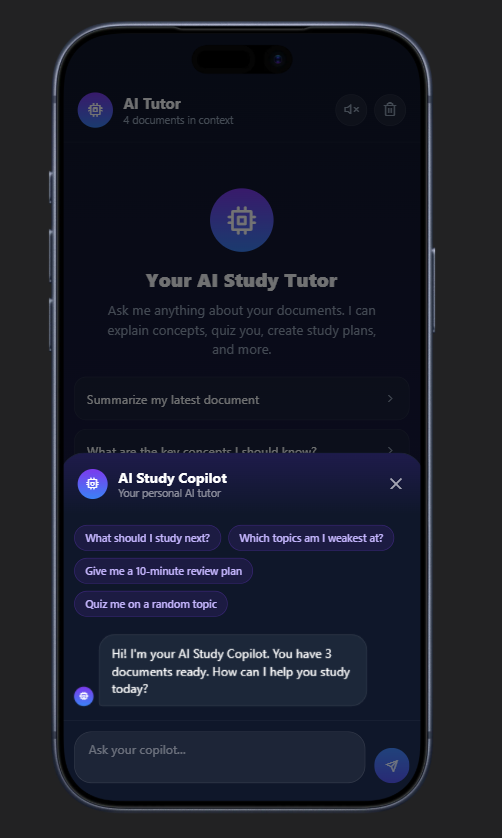 AI Tutor
4 documents in context
Your AI Study Tutor
Ask me anything about your documents. I can
explain concepts, quiz you, create study plans,
and more.
Summarize my latest document
What are the key concepts I should know?
AI Study Copilot
Your personal AI tutor
What should I study next?
Which topics am I weakest at?
Give me a 10-minute review plan
Quiz me on a random topic
Hi! I'm your AI Study Copilot. You have 3
documents ready. How can I help you study
today?
Ask your copilot...